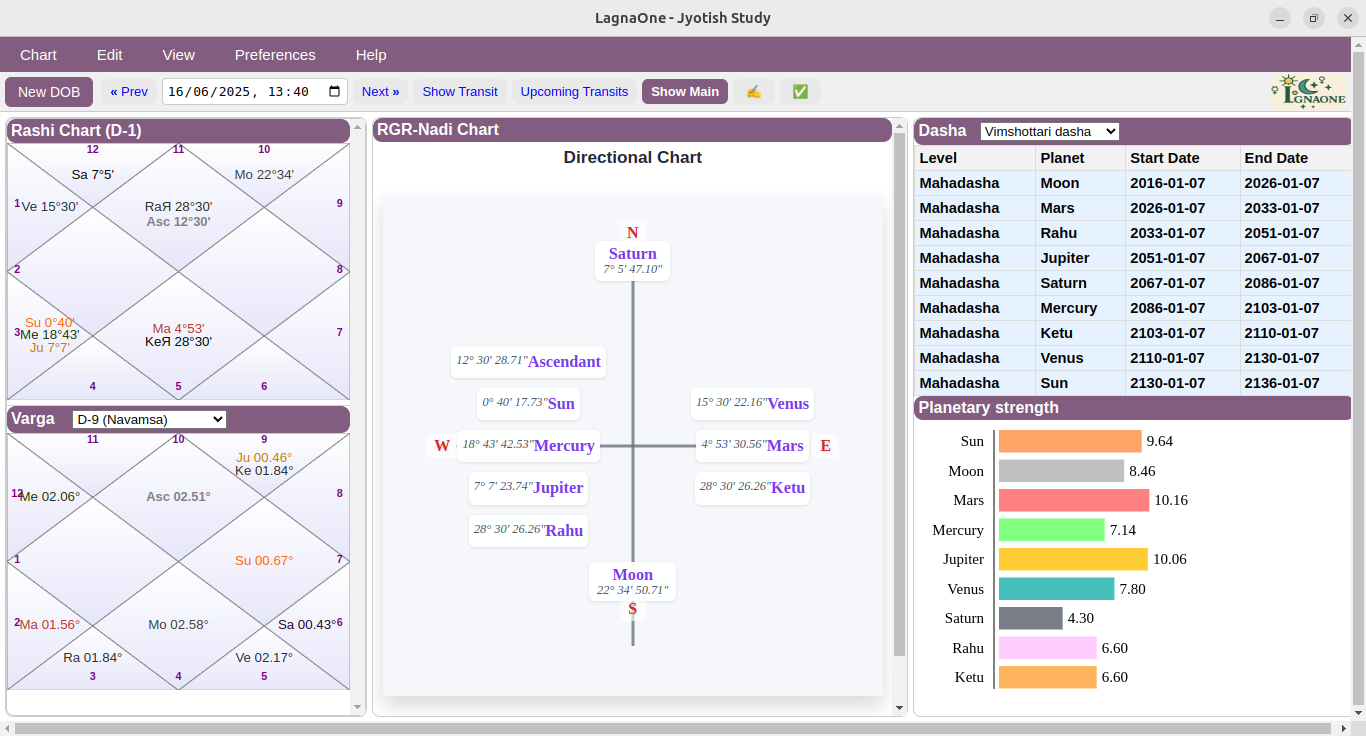 LagnaOne - Jyotish Study
Chart Edit View Preferences Help
New DOB « Prev 16/06/2025, 13:40 Next » Show Transit Upcoming Transits Show Main
LGNAONE
Rashi Chart (D-1)
12 11 10
Sa 7°5' Mo 22°34'
1 Ve 15°30' RaЯ 28°30' 9
Asc 12°30'
2 8
Su 0°40'
3 Me 18°43' Ma 4°53' 7
Ju 7°7' KeЯ 28°30'
4 5 6
Varga D-9 (Navamsa)
11 10 9
Ju 00.46°
Ke 01.84°
12 Me 02.06° Asc 02.51° 8
1 Su 00.67° 7
2 Ma 01.56° Mo 02.58° Sa 00.43° 6
Ra 01.84° Ve 02.17°
3 4 5
RGR-Nadi Chart
Directional Chart
N
Saturn
7° 5' 47.10"
12° 30' 28.71" Ascendant
0° 40' 17.73" Sun 15° 30' 22.16" Venus
W 18° 43' 42.53" Mercury 4° 53' 30.56" Mars E
7° 7' 23.74" Jupiter 28° 30' 26.26" Ketu
28° 30' 26.26" Rahu
Moon
22° 34' 50.71"
S
Dasha Vimshottari dasha
Level Planet Start Date End Date
Mahadasha Moon 2016-01-07 2026-01-07
Mahadasha Mars 2026-01-07 2033-01-07
Mahadasha Rahu 2033-01-07 2051-01-07
Mahadasha Jupiter 2051-01-07 2067-01-07
Mahadasha Saturn 2067-01-07 2086-01-07
Mahadasha Mercury 2086-01-07 2103-01-07
Mahadasha Ketu 2103-01-07 2110-01-07
Mahadasha Venus 2110-01-07 2130-01-07
Mahadasha Sun 2130-01-07 2136-01-07
Planetary strength
Sun 9.64
Moon 8.46
Mars 10.16
Mercury 7.14
Jupiter 10.06
Venus 7.80
Saturn 4.30
Rahu 6.60
Ketu 6.60